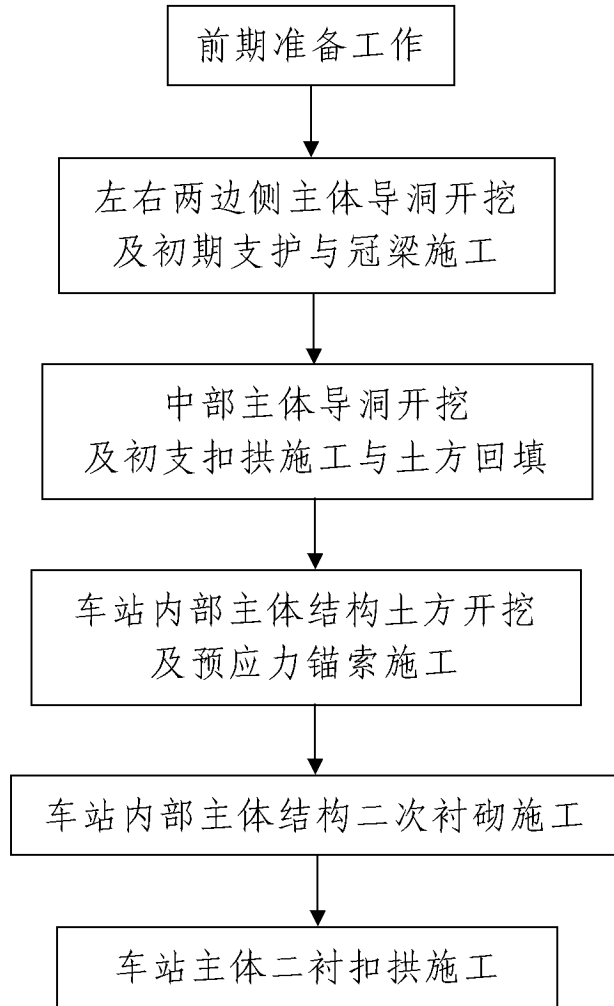 前期准备工作
左右两边侧主体导洞开挖
及初期支护与冠梁施工
中部主体导洞开挖
及初支扣拱施工与土方回填
车站内部主体结构土方开挖
及预应力锚索施工
车站内部主体结构二次衬砌施工
车站主体二衬扣拱施工